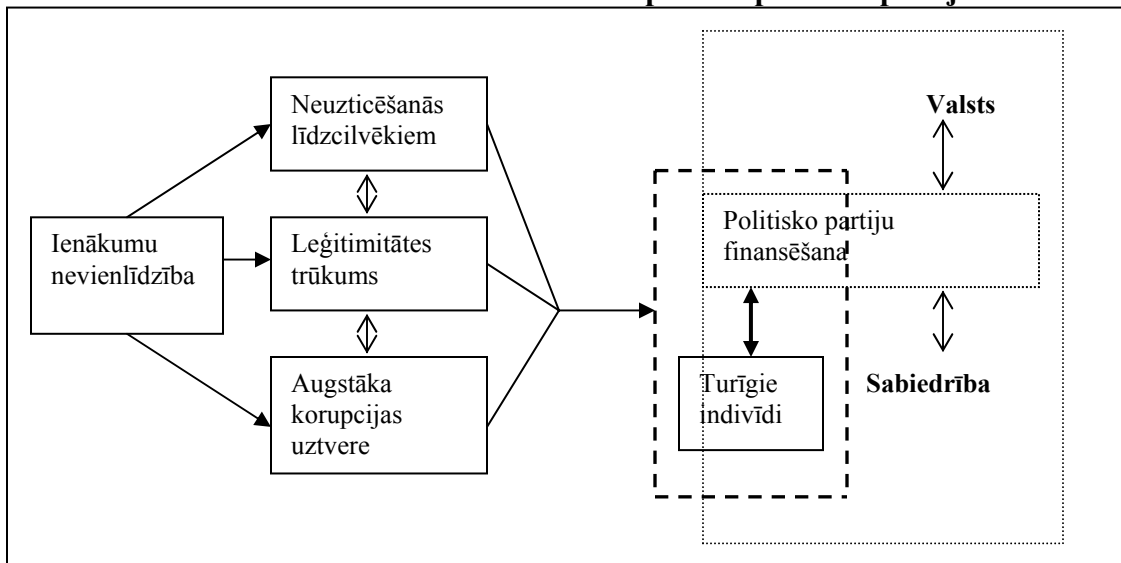 Neuzticēšanās
līdzcilvēkiem
Valsts
Ienākumu
nevienlīdzība
Leģitimitātes
trūkums
Politisko partiju
finansēšana
Augstāka
korupcijas
uztvere
Turīgie
indivīdi
Sabiedrība